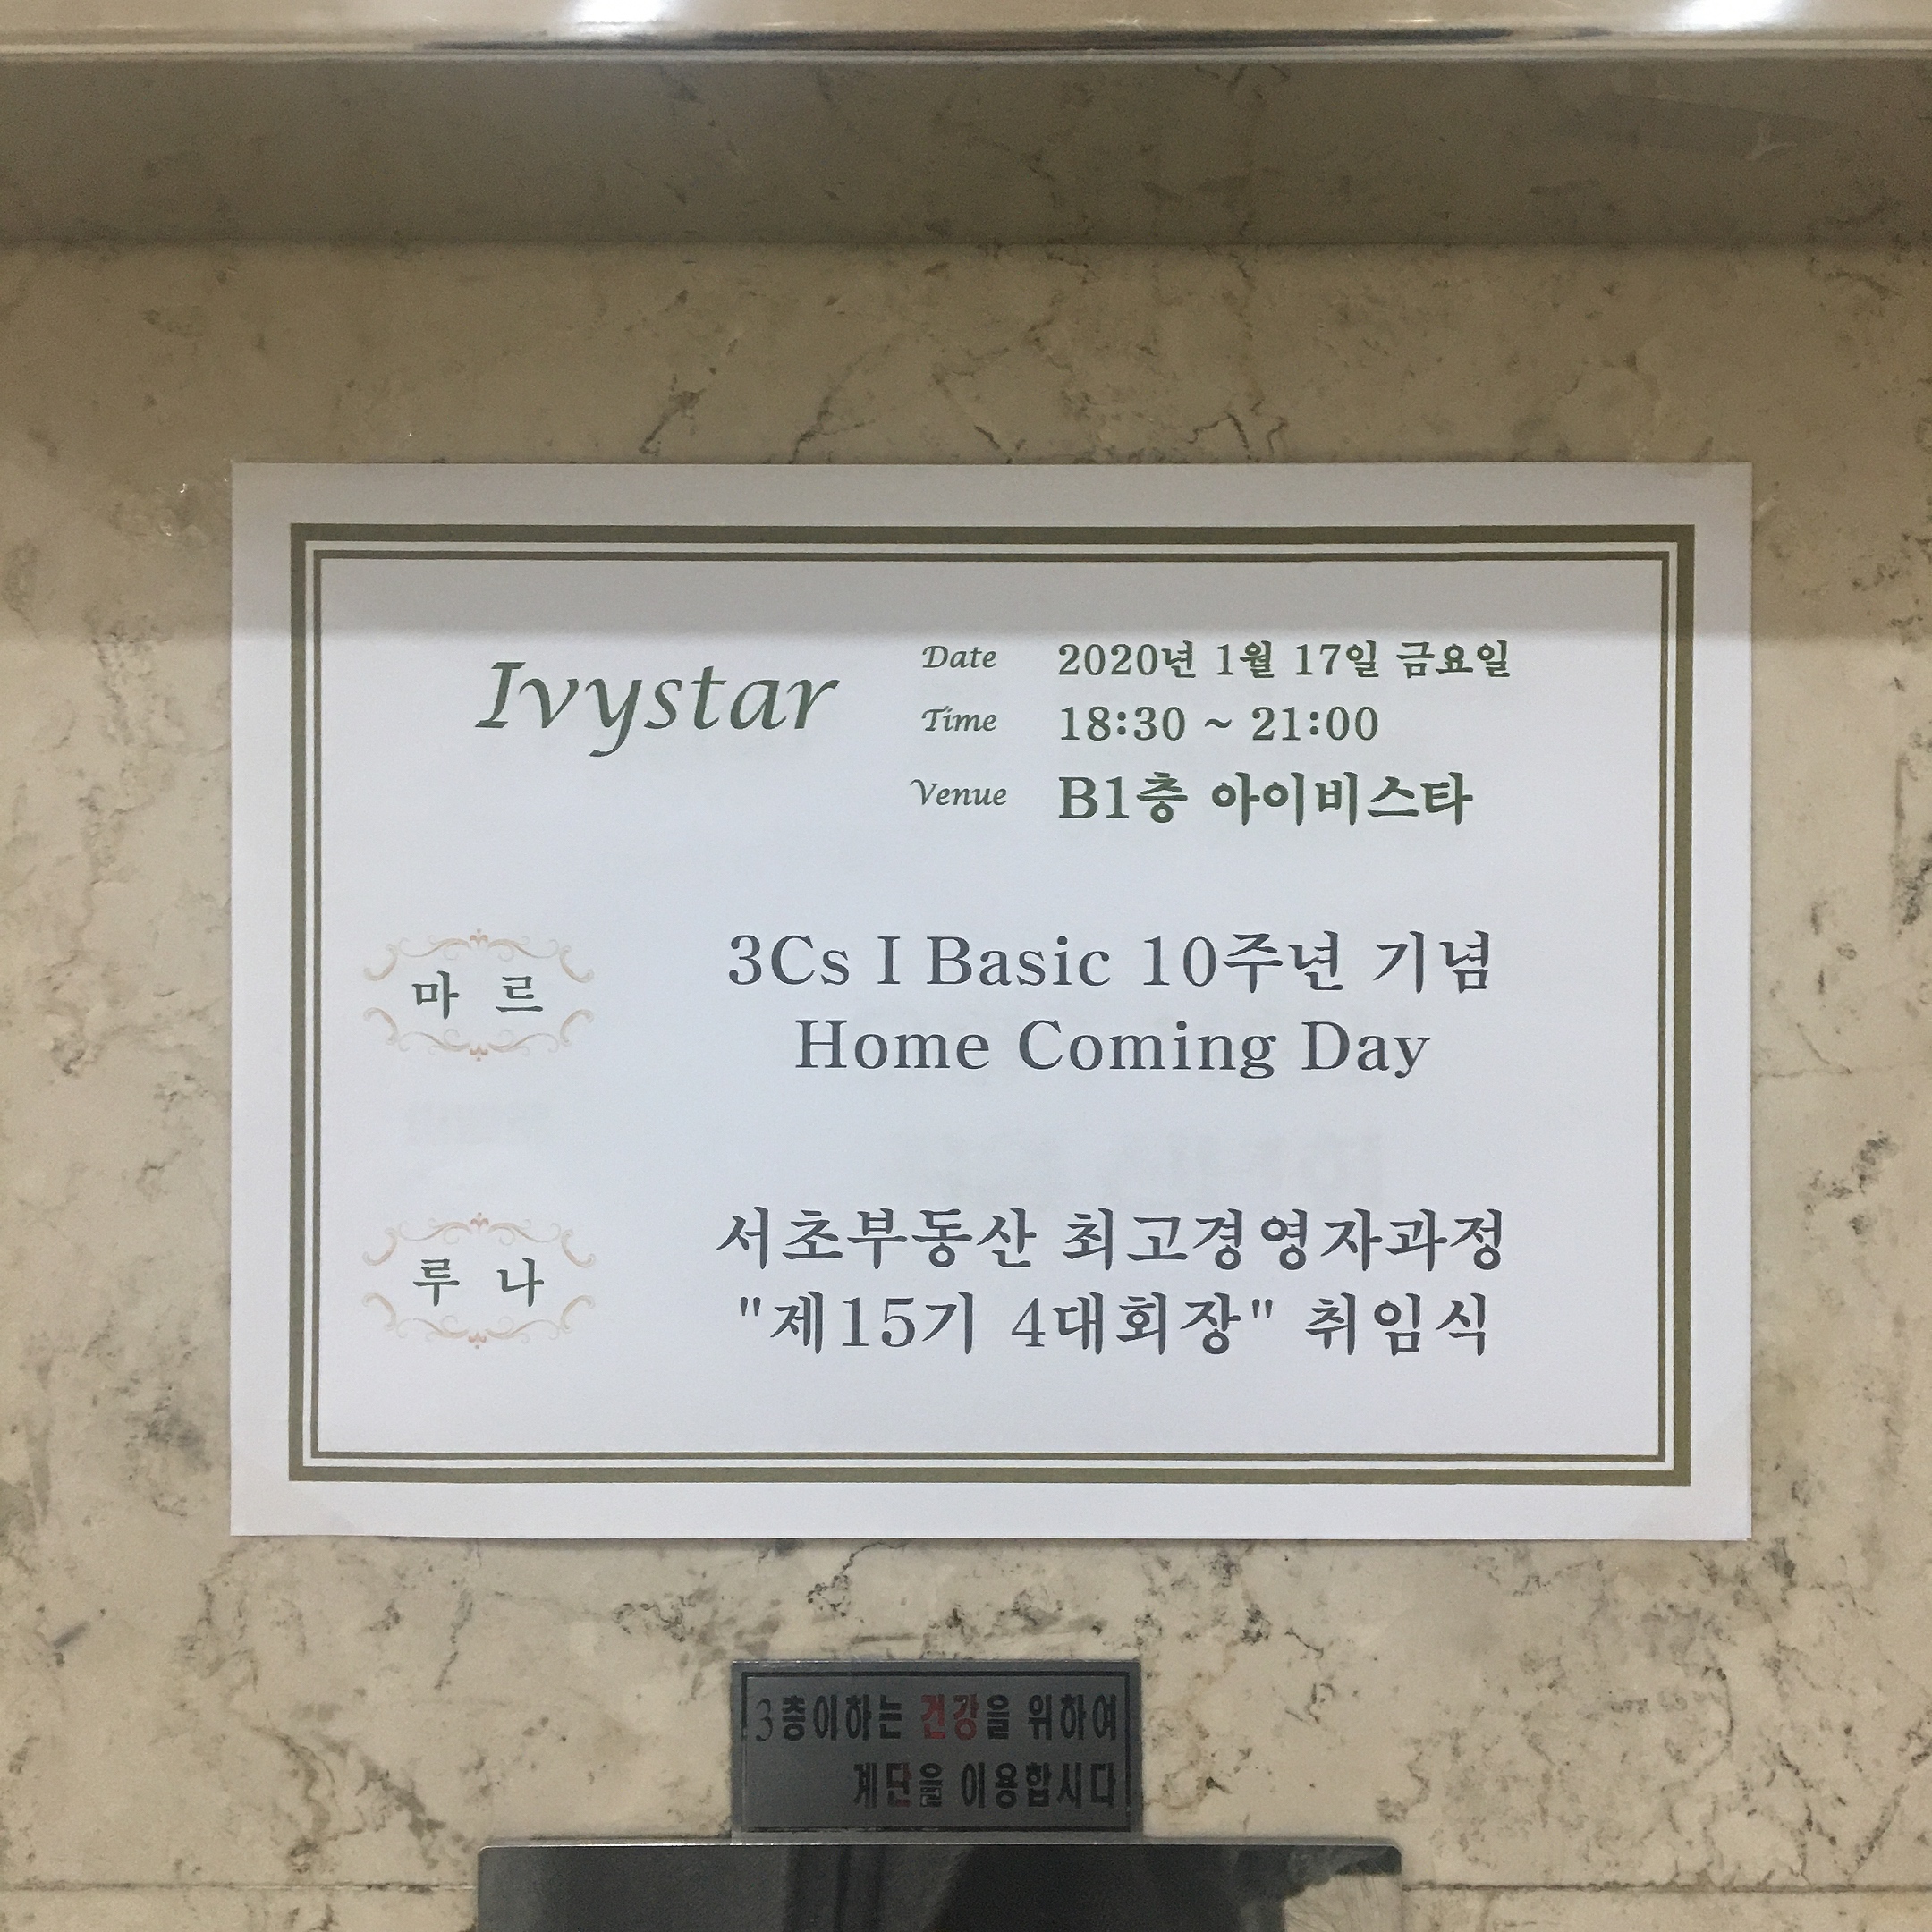 Ivystar
Date 2020년 1월 17일 금요일
Time 18:30 ~ 21:00
Venue B1층 아이비스타
마 르
3Cs I Basic 10주년 기념
Home Coming Day
루 나
서초부동산 최고경영자과정
"제15기 4대회장" 취임식
3층이하는 건강을 위하여
계단을 이용합시다